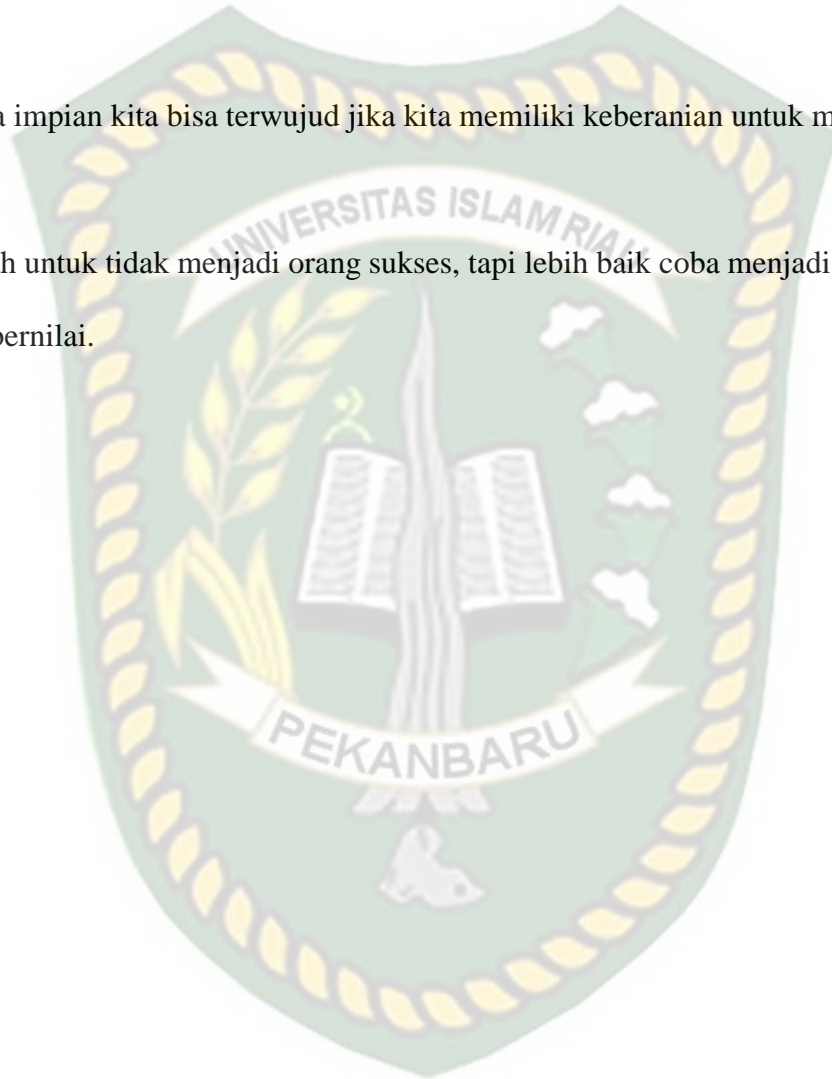 impian kita bisa terwujud jika kita memiliki keberanian untuk
UNIVERSITAS ISLAM RIAU
untuk tidak menjadi orang sukses, tapi lebih baik coba menjadi
bernilai.
PEKANBARU